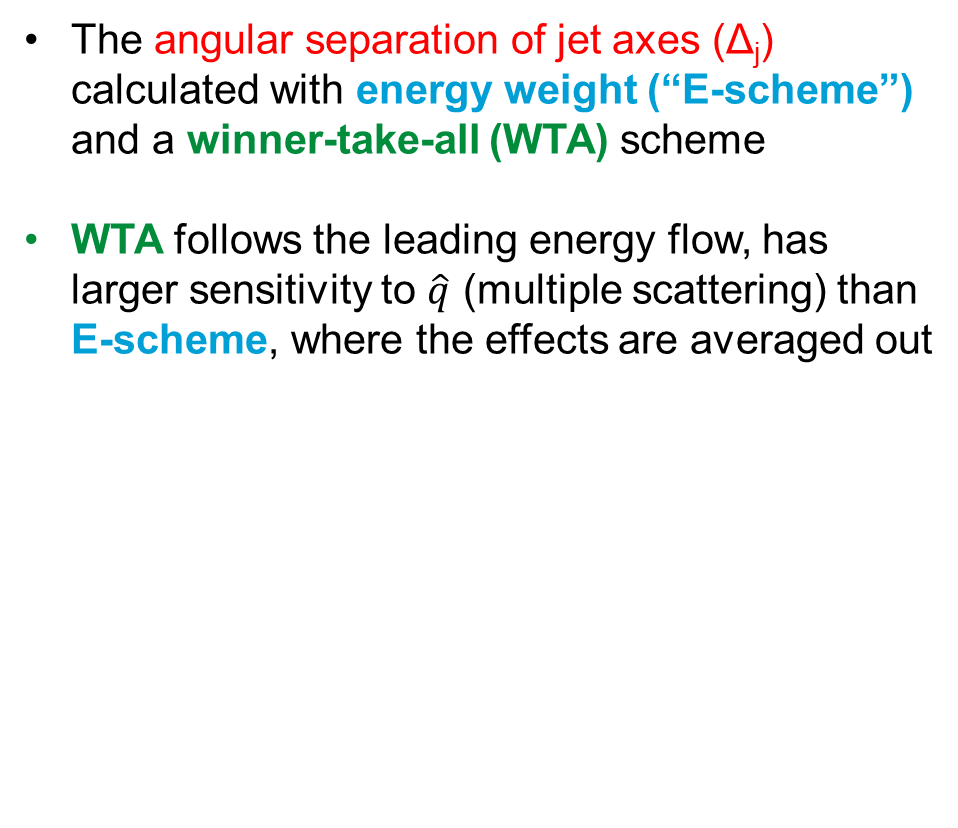 • The angular separation of jet axes (Δj)
calculated with energy weight (“E-scheme”)
and a winner-take-all (WTA) scheme
• WTA follows the leading energy flow, has
larger sensitivity to q̂ (multiple scattering) than
E-scheme, where the effects are averaged out